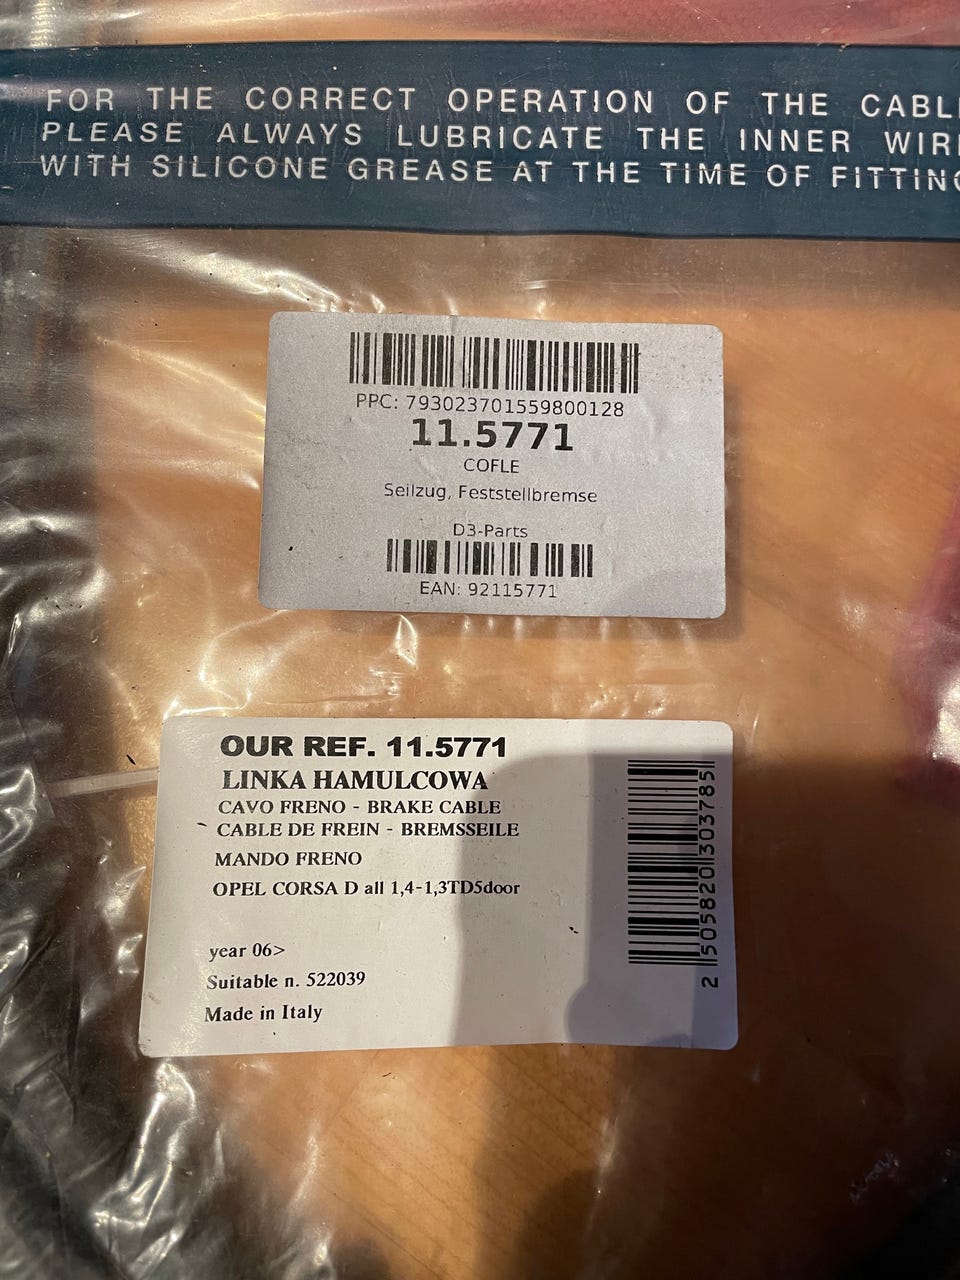 FOR THE CORRECT OPERATION OF THE CABL
PLEASE ALWAYS LUBRICATE THE INNER WIR
WITH SILICONE GREASE AT THE TIME OF FITTING
PPC: 793023701559800128
11.5771
COFLE
Seilzug, Feststellbremse
D3-Parts
EAN: 92115771
OUR REF. 11.5771
LINKA HAMULCOWA
CAVO FRENO - BRAKE CABLE
CABLE DE FREIN - BREMSSEILE
MANDO FRENO
OPEL CORSA D all 1,4-1,3TD5door
year 06>
Suitable n. 522039
Made in Italy
2 505820 303785